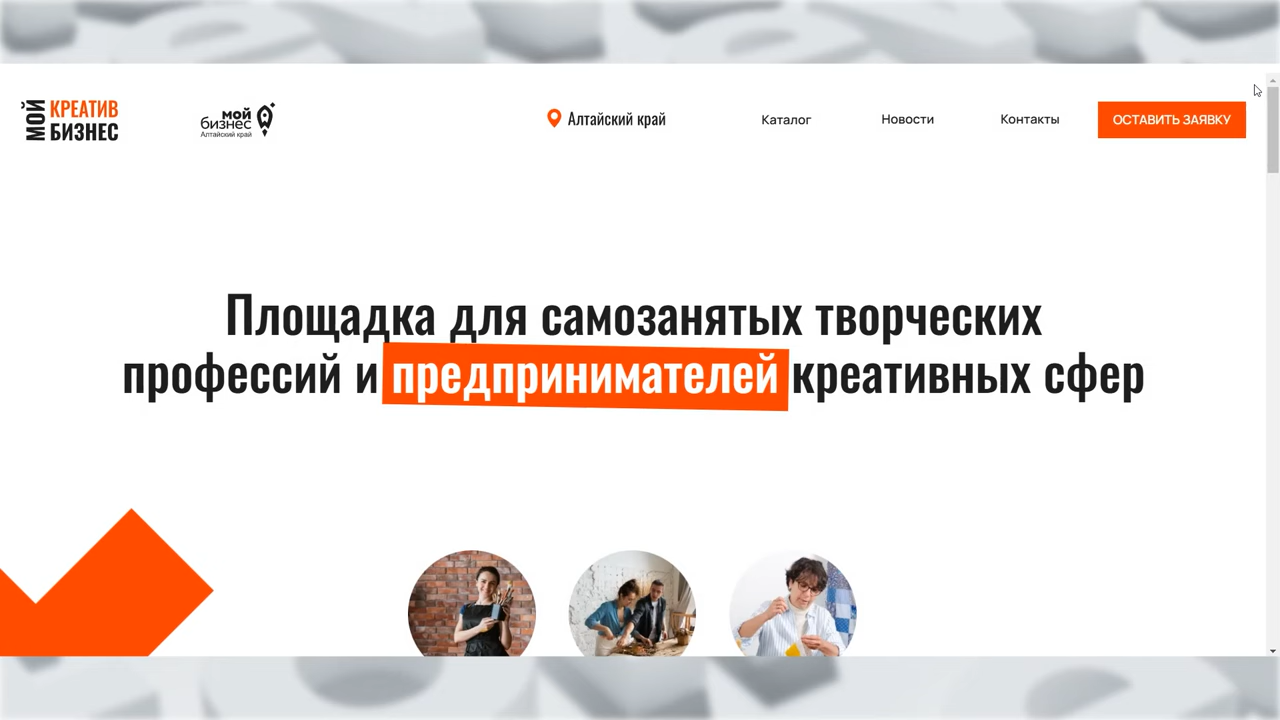 МОЙ КРЕАТИВ БИЗНЕС
мой бизнес
Алтайский край
Алтайский край
Каталог
Новости
Контакты
ОСТАВИТЬ ЗАЯВКУ
Площадка для самозанятых творческих
профессий и предпринимателей креативных сфер